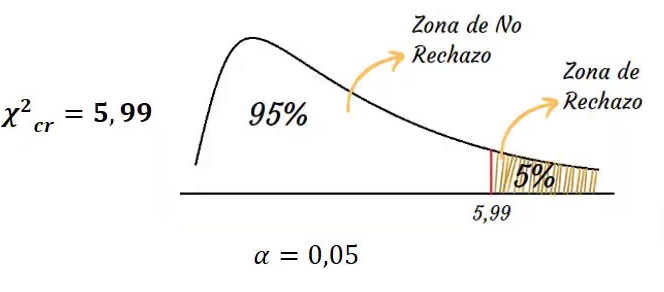 Zona de No
Rechazo
Zona de
Rechazo
χ²cr = 5,99
95%
5%
5,99
α = 0,05